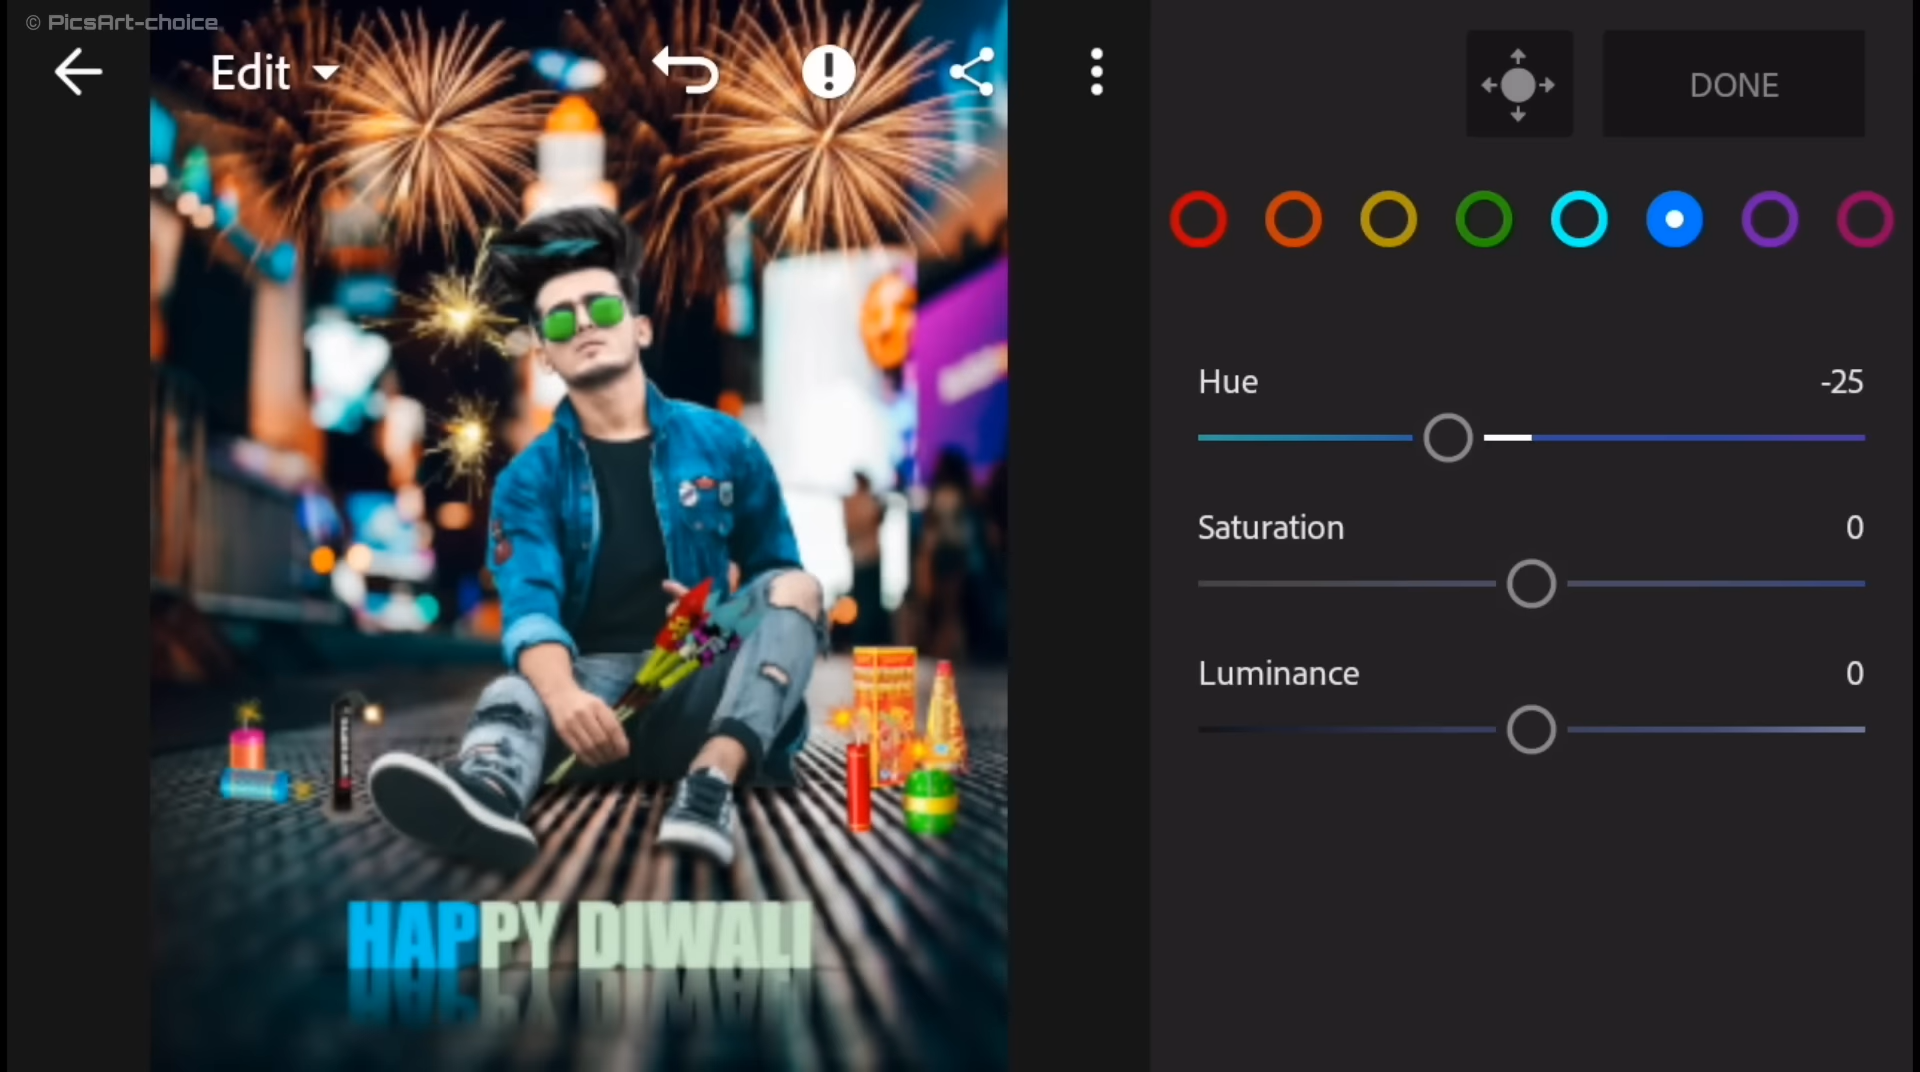 © PicsArt-choice
Edit
DONE
Hue -25
Saturation 0
Luminance 0
HAPPY DIWALI